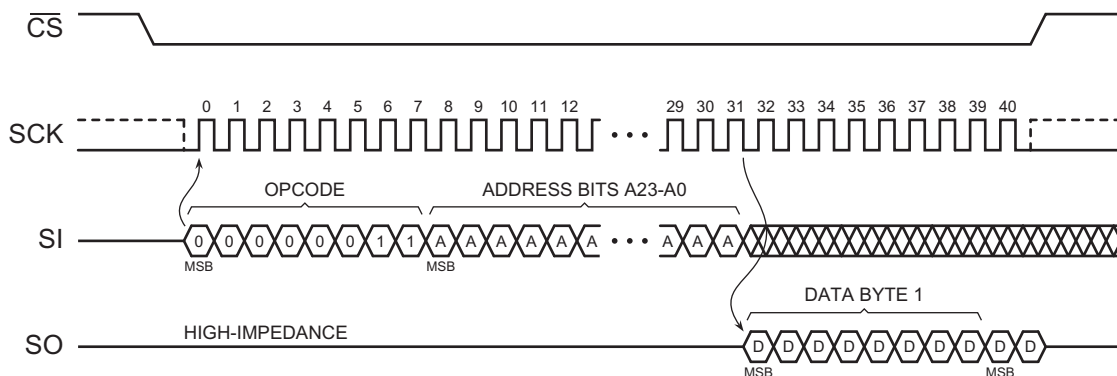 CS
0 1 2 3 4 5 6 7 8 9 10 11 12 29 30 31 32 33 34 35 36 37 38 39 40
SCK
OPCODE ADDRESS BITS A23-A0
SI 0 0 0 0 0 0 1 1 A A A A A A A A A
MSB MSB
DATA BYTE 1
HIGH-IMPEDANCE
SO D D D D D D D D D D
MSB MSB